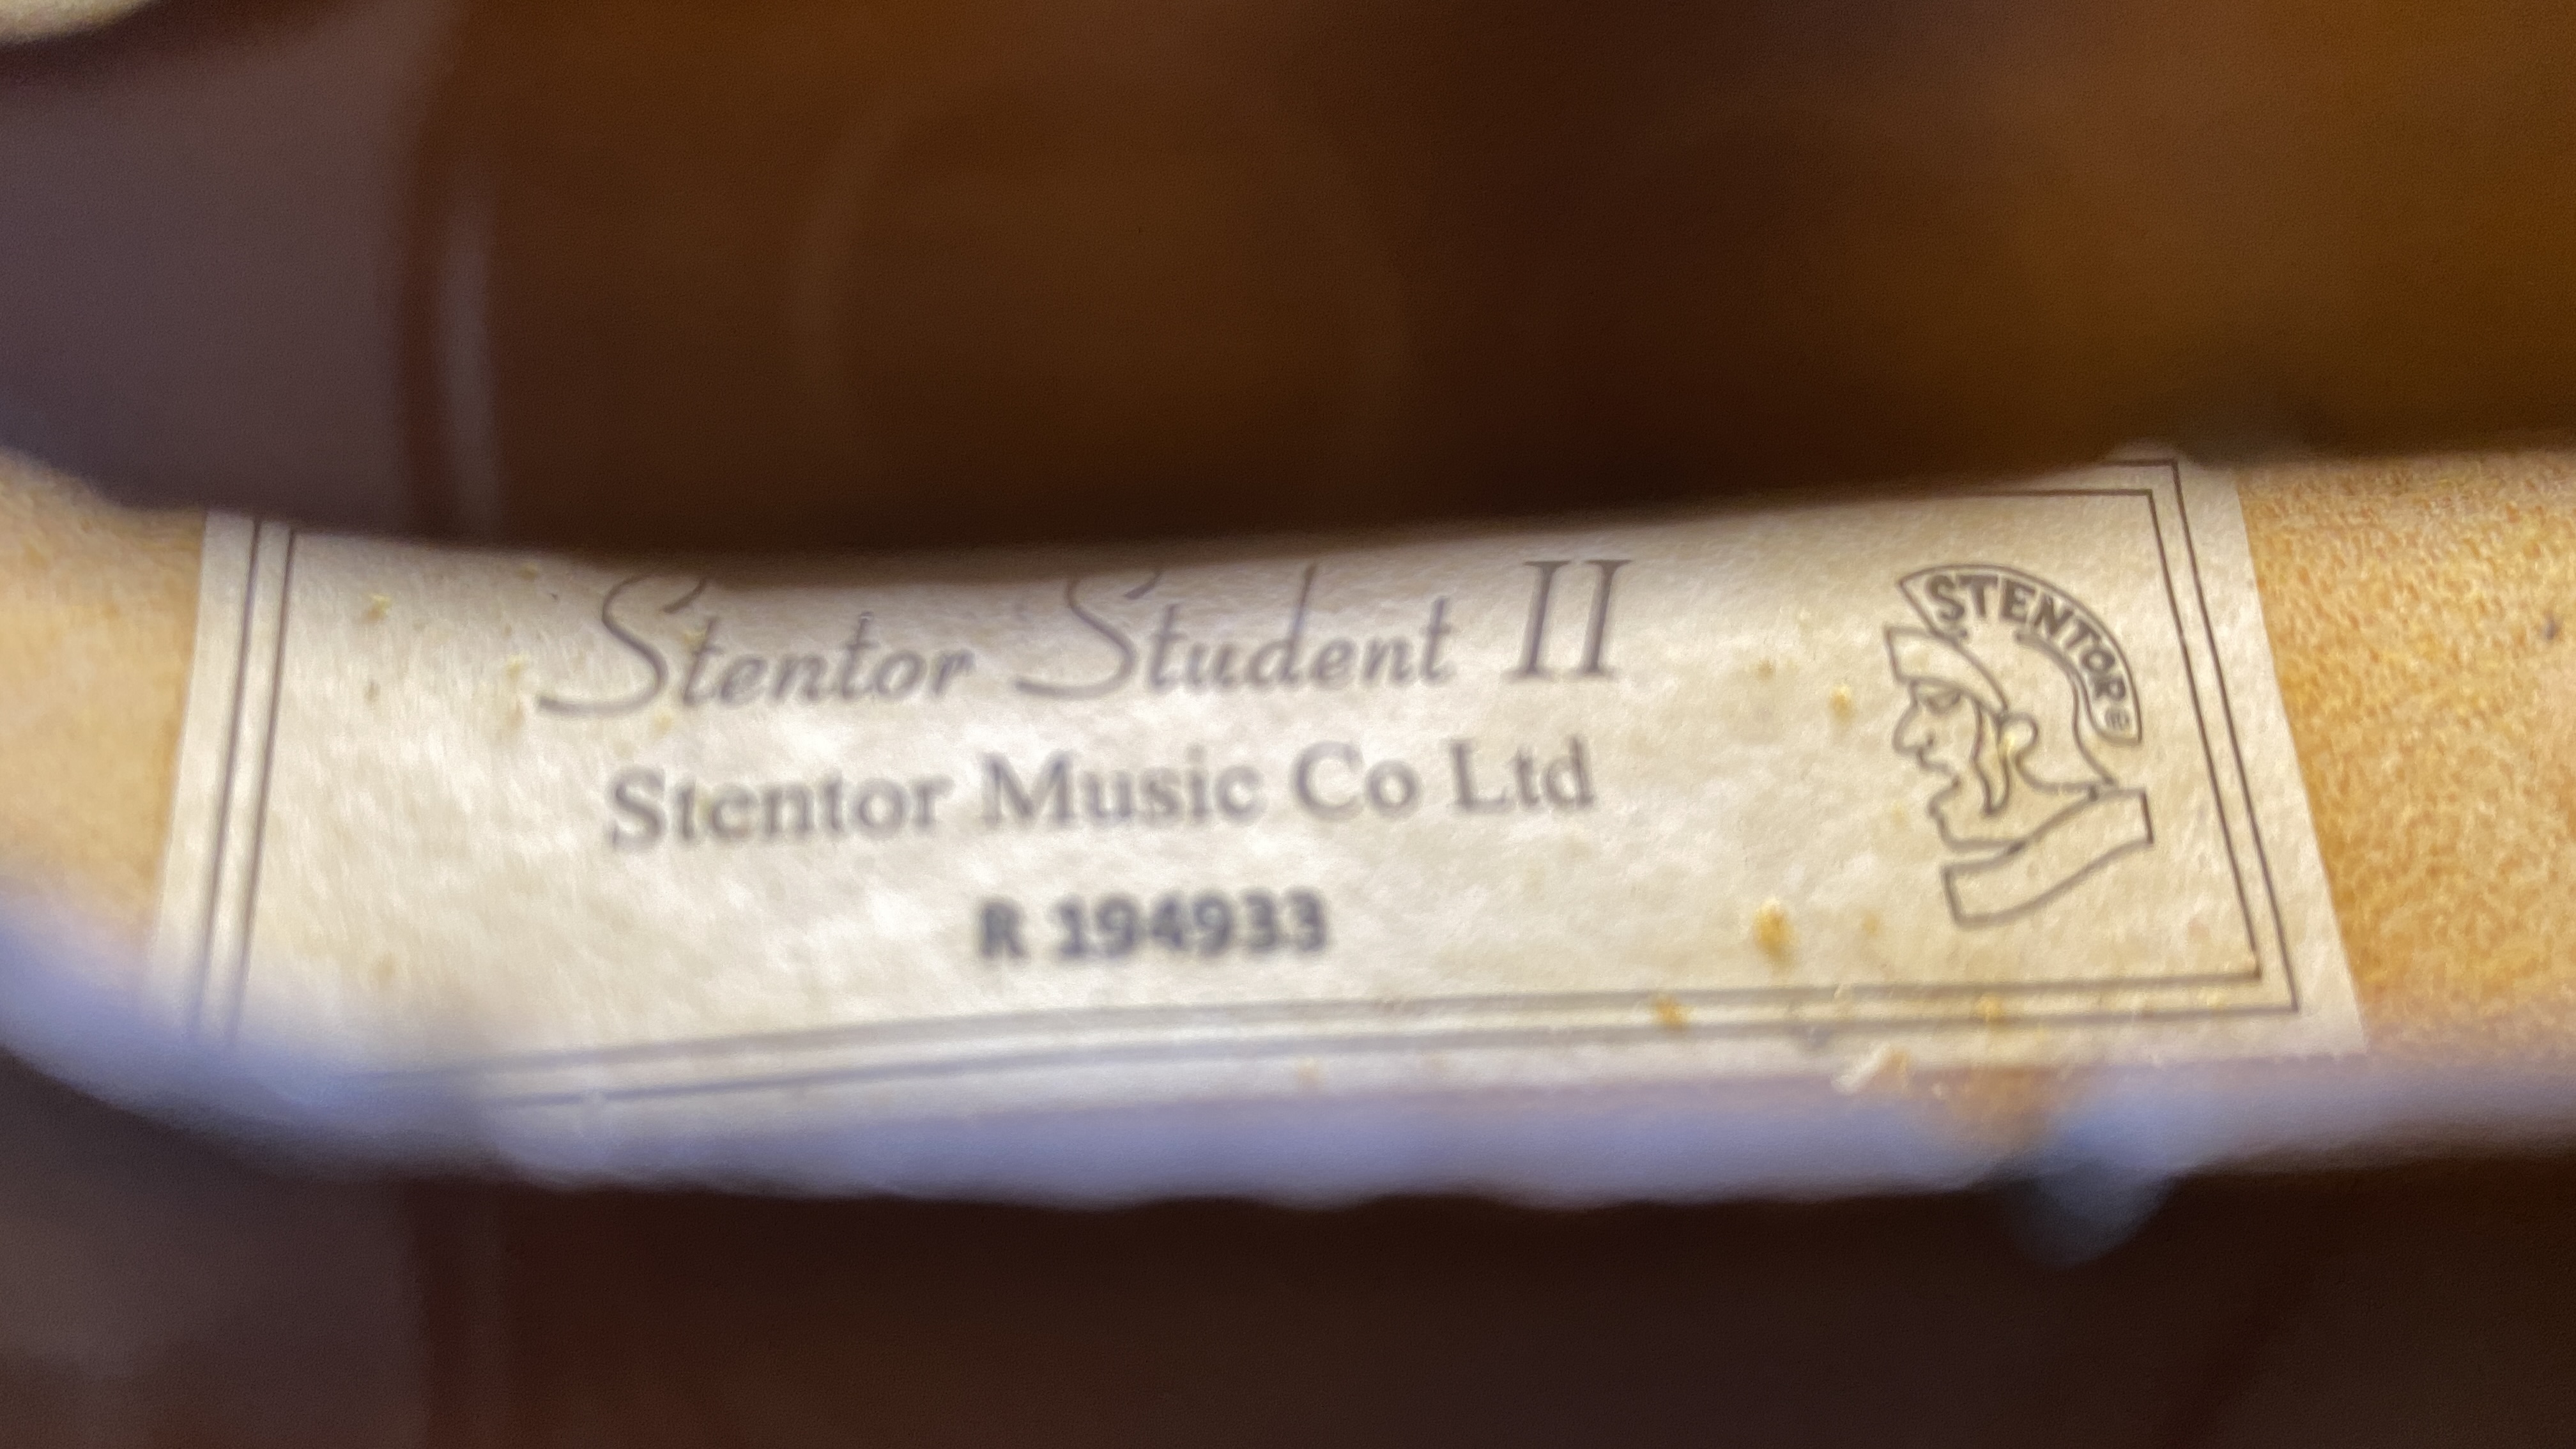 Stentor Student II
Stentor Music Co Ltd
R 194933
STENTOR®